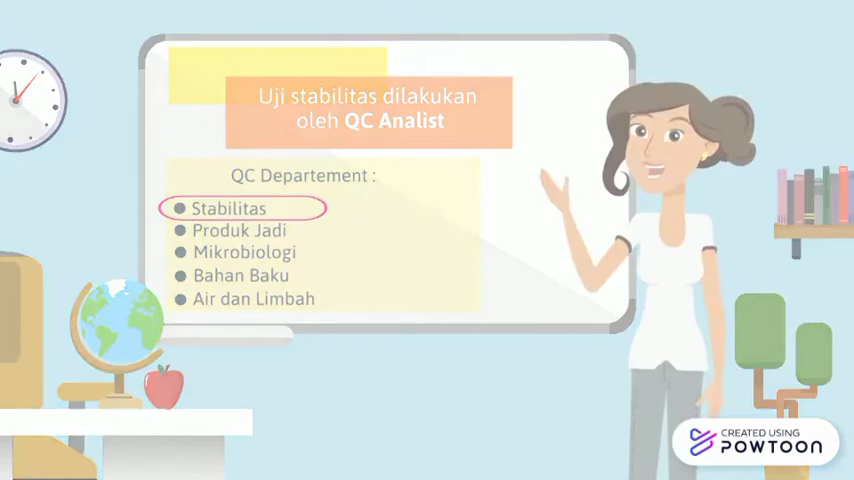 Uji stabilitas dilakukan
oleh QC Analist
QC Departement :
Stabilitas
Produk Jadi
Mikrobiologi
Bahan Baku
Air dan Limbah
CREATED USING
POWTOON